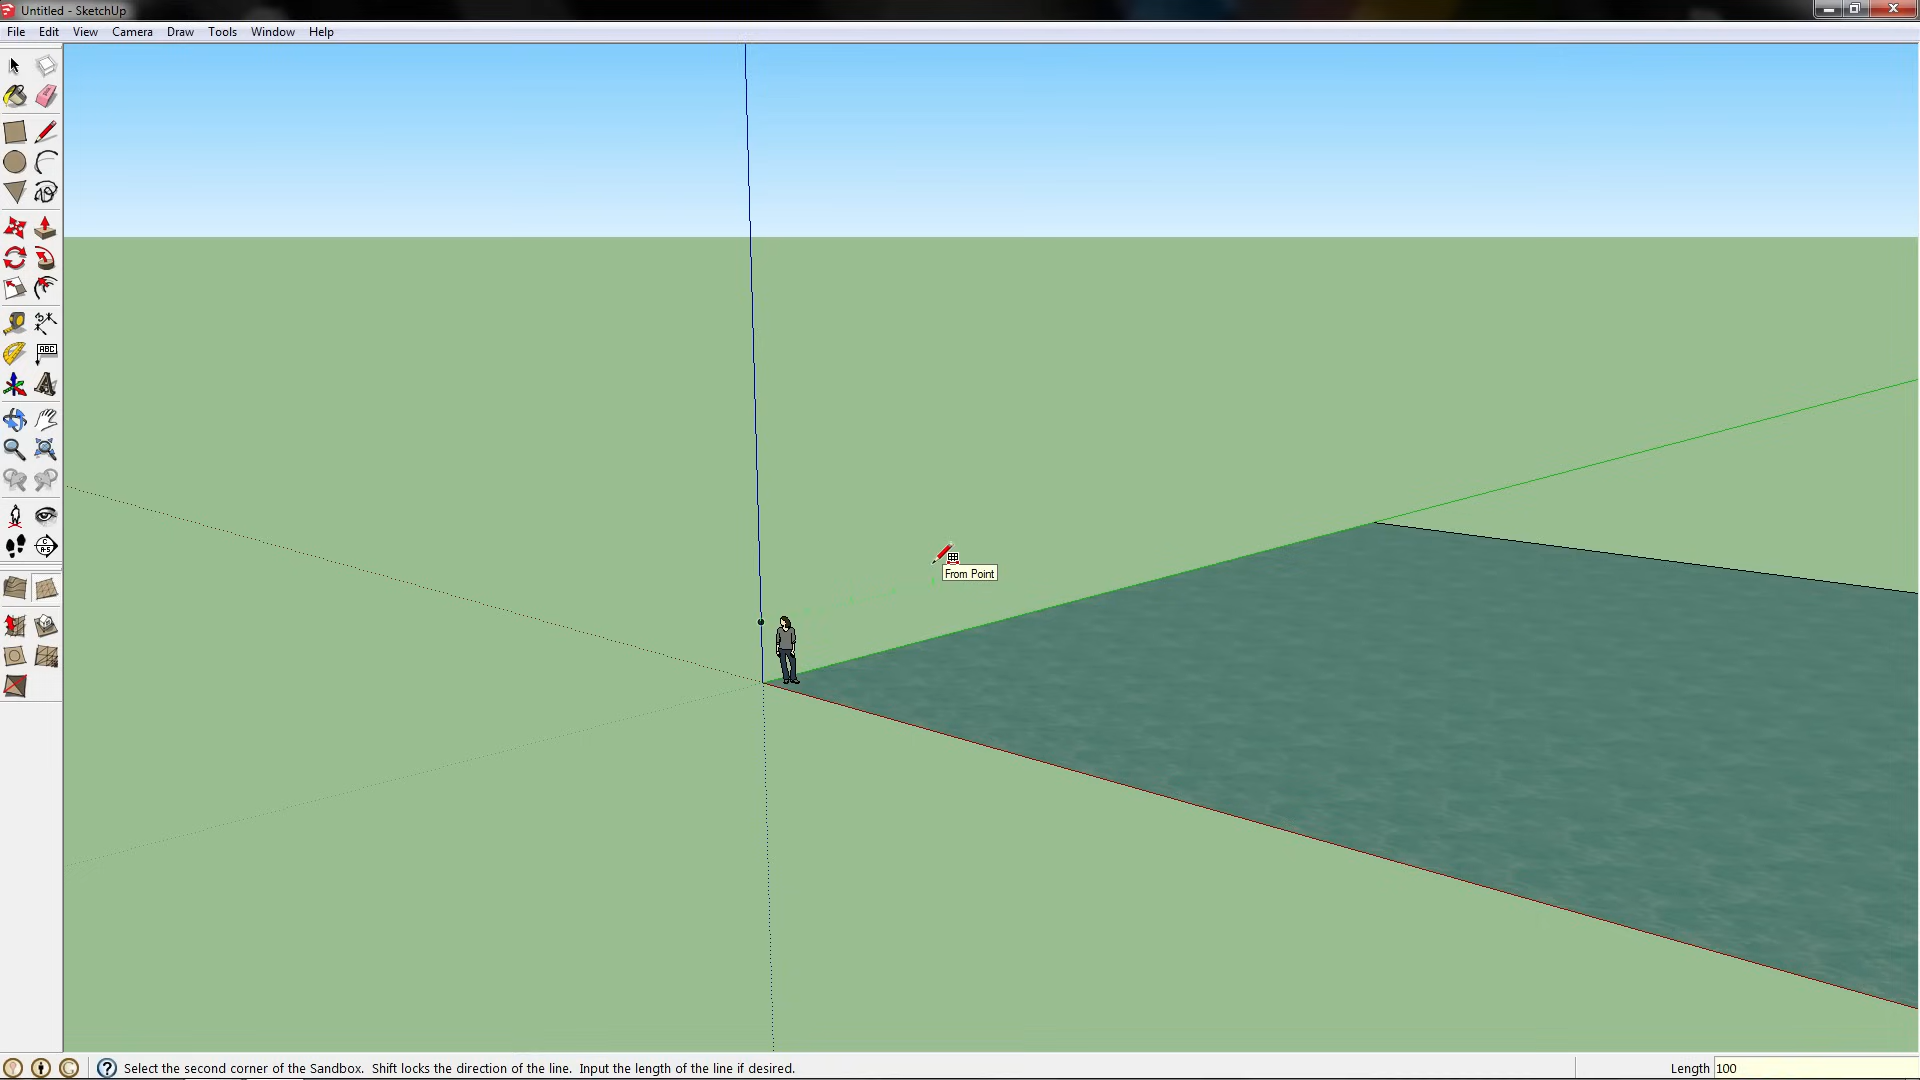 Untitled - SketchUp
File Edit View Camera Draw Tools Window Help
ABC
From Point
Select the second corner of the Sandbox. Shift locks the direction of the line. Input the length of the line if desired.
Length 100